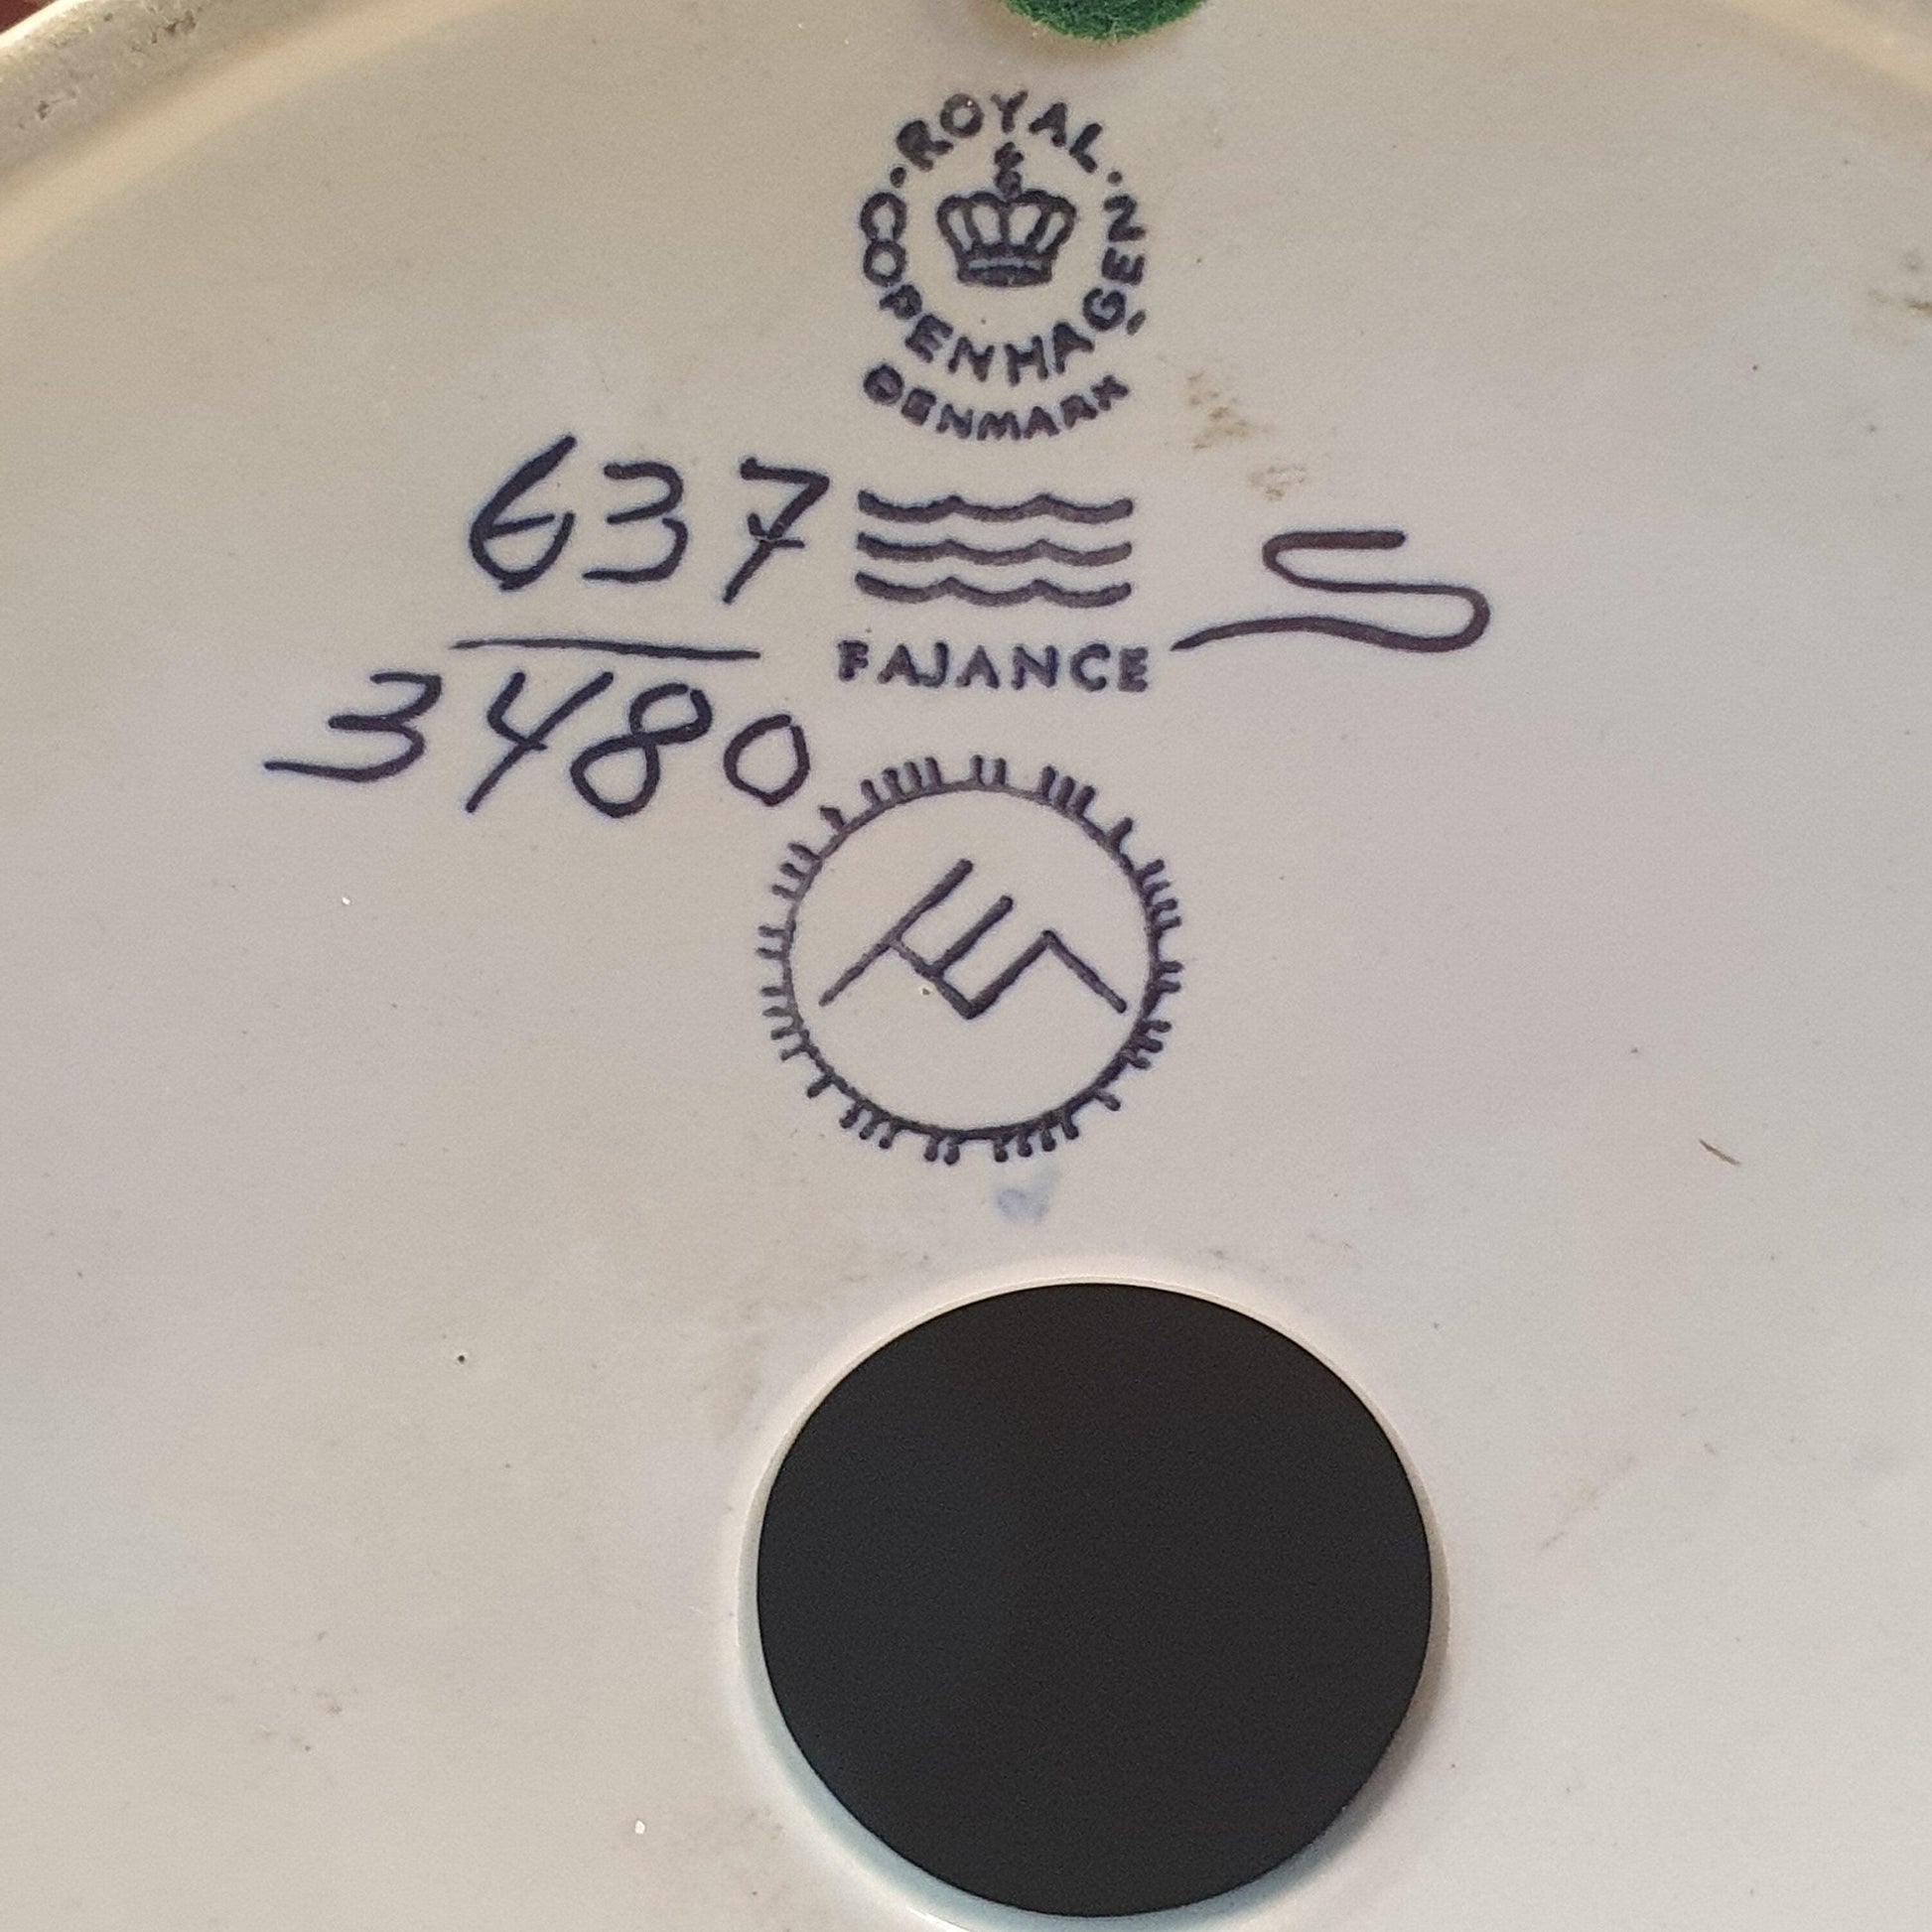 ROYAL
COPENHAGEN
DENMARK
637
3480
FAJANCE